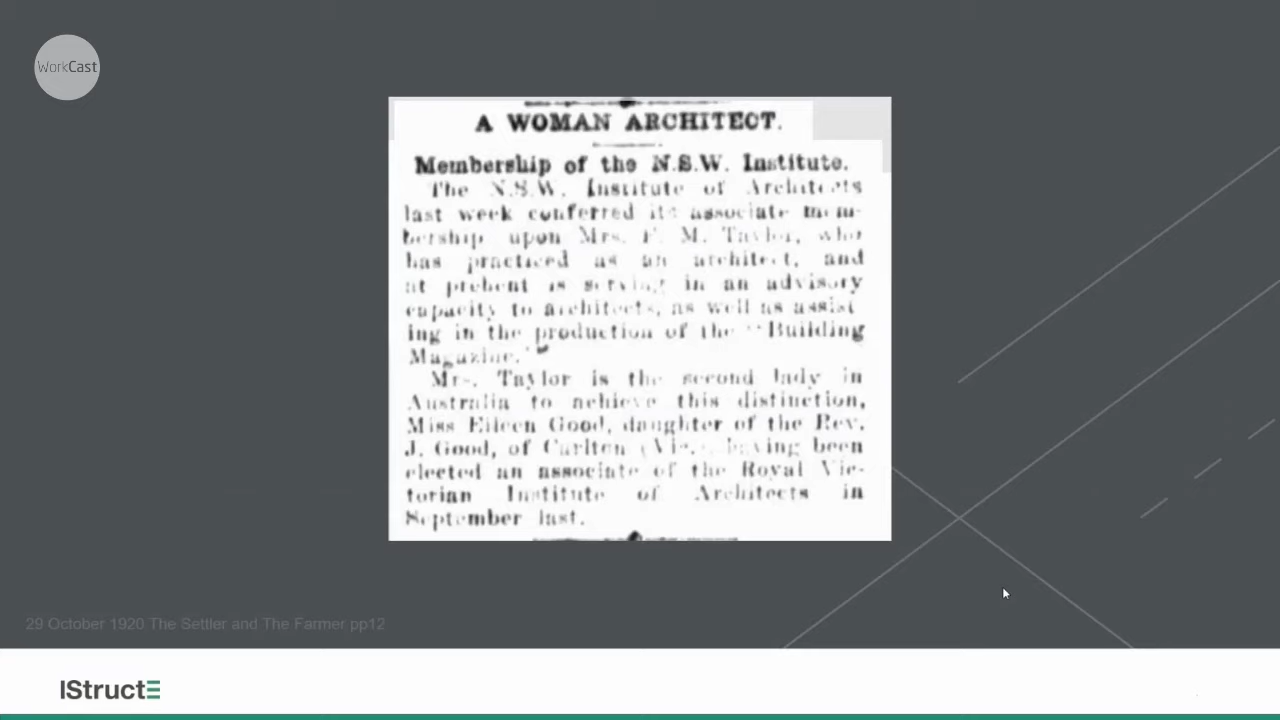 WorkCast
A WOMAN ARCHITECT.
Membership of the N.S.W. Institute.
The N.S.W. Institute of Architects
last week conferred its associate mem-
bership upon Mrs. F. M. Taylor, who
has practiced as an architect, and
at present is serving in an advisory
capacity to architects, as well as assist
ing in the production of the "Building
Magazine."
Mrs. Taylor is the second lady in
Australia to achieve this distinction,
Miss Eileen Good, daughter of the Rev.
J. Good, of Carlton (Vic.), having been
elected an associate of the Royal Vic-
torian Institute of Architects in
September last.
29 October 1920 The Settler and The Farmer pp12
IStructE